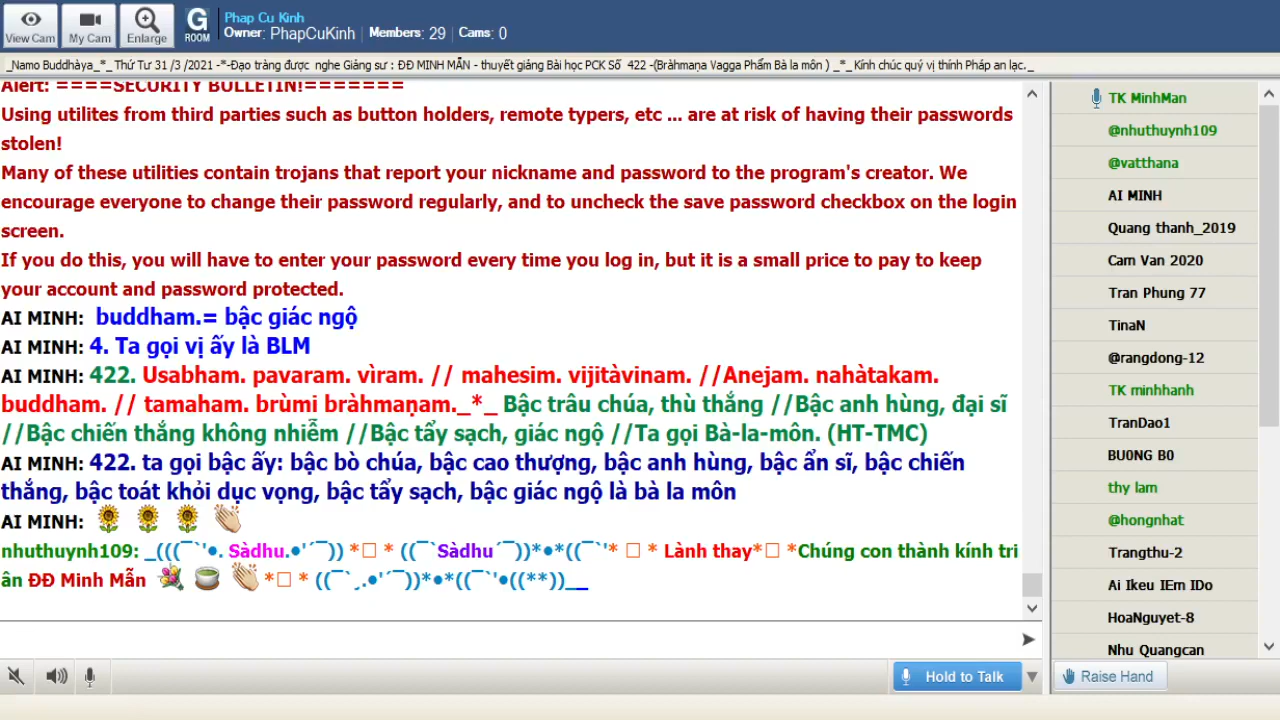 Phap Cu Kinh
Owner: PhapCuKinh Members: 29 Cams: 0
View Cam
My Cam
Enlarge
G
ROOM
_Namo Buddhàya_*_ Thứ Tư 31 /3 /2021 -*-Đạo tràng được nghe Giảng sư : ĐĐ MINH MẪN - thuyết giảng Bài học PCK Số 422 -(Bràhmaṇa Vagga Phẩm Bà la môn ) _*_ Kính chúc quý vị thính Pháp an lạc._
Alert: ====SECURITY BULLETIN!=======
Using utilites from third parties such as button holders, remote typers, etc ... are at risk of having their passwords
stolen!
Many of these utilities contain trojans that report your nickname and password to the program's creator. We
encourage everyone to change their password regularly, and to uncheck the save password checkbox on the login
screen.
If you do this, you will have to enter your password every time you log in, but it is a small price to pay to keep
your account and password protected.
AI MINH: buddham.= bậc giác ngộ
AI MINH: 4. Ta gọi vị ấy là BLM
AI MINH: 422. Usabham. pavaram. vìram. // mahesim. vijitàvinam. //Anejam. nahàtakam.
buddham. // tamaham. brùmi bràhmaṇam._*_ Bậc trâu chúa, thù thắng //Bậc anh hùng, đại sĩ
//Bậc chiến thắng không nhiễm //Bậc tẩy sạch, giác ngộ //Ta gọi Bà-la-môn. (HT-TMC)
AI MINH: 422. ta gọi bậc ấy: bậc bò chúa, bậc cao thượng, bậc anh hùng, bậc ẩn sĩ, bậc chiến
thắng, bậc toát khỏi dục vọng, bậc tẩy sạch, bậc giác ngộ là bà la môn
AI MINH: 🌻 🌻 🌻 👏
nhuthuynh109: _(((¯`'•. Sàdhu.•'´¯)) *□ * ((¯`Sàdhu´¯))*•*((¯`'* □ * Lành thay*□ *Chúng con thành kính tri
ân ĐĐ Minh Mẫn 💐 🍵 👏 *□ * ((¯`¸.•'´¯))*•*((¯`'•((**))__
TK MinhMan
@nhuthuynh109
@vatthana
AI MINH
Quang thanh_2019
Cam Van 2020
Tran Phung 77
TinaN
@rangdong-12
TK minhhanh
TranDao1
BU0NG B0
thy lam
@hongnhat
Trangthu-2
Ai Ikeu IEm IDo
HoaNguyet-8
Nhu Quangcan
Hold to Talk
Raise Hand